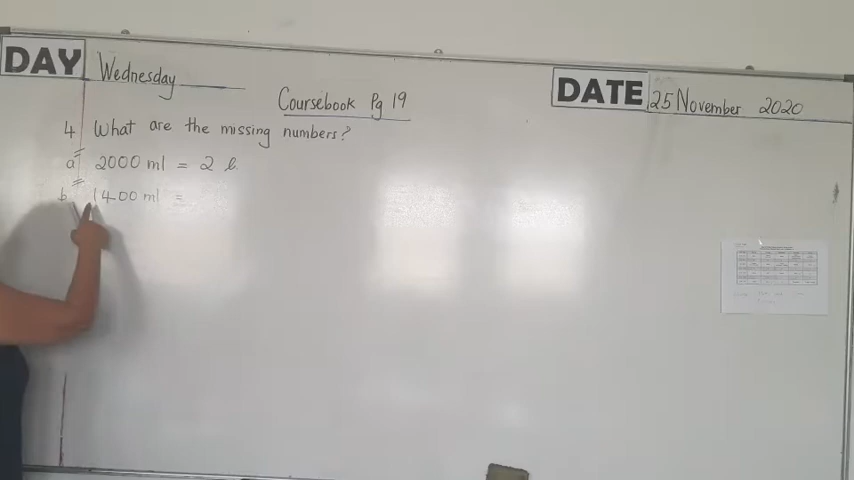 DAY Wednesday
DATE 25 November 2020
Coursebook Pg 19
4 What are the missing numbers?
a 2000 ml = 2 l
b 1400 ml =